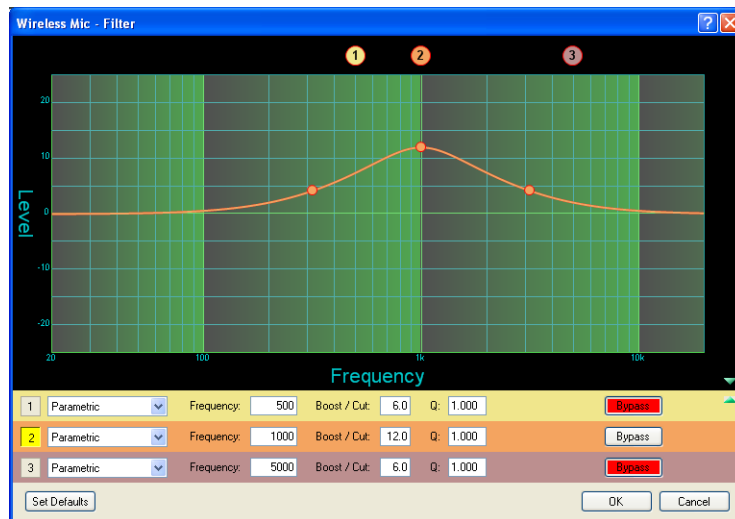 Wireless Mic - Filter
?
1 2 3
20
10
0
-10
-20
Level
20 100 1k 10k
Frequency
1 Parametric Frequency: 500 Boost / Cut: 6.0 Q: 1.000 Bypass
2 Parametric Frequency: 1000 Boost / Cut: 12.0 Q: 1.000 Bypass
3 Parametric Frequency: 5000 Boost / Cut: 6.0 Q: 1.000 Bypass
Set Defaults OK Cancel